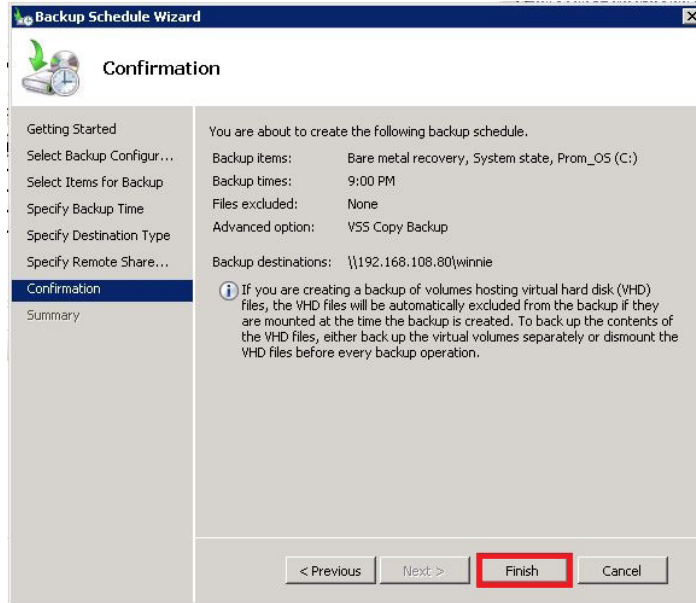 Backup Schedule Wizard
Confirmation
Getting Started
Select Backup Configur...
Select Items for Backup
Specify Backup Time
Specify Destination Type
Specify Remote Share...
Confirmation
Summary
You are about to create the following backup schedule.
Backup items: Bare metal recovery, System state, Prom_OS (C:)
Backup times: 9:00 PM
Files excluded: None
Advanced option: VSS Copy Backup
Backup destinations: \\192.168.108.80\winnie
If you are creating a backup of volumes hosting virtual hard disk (VHD)
files, the VHD files will be automatically excluded from the backup if they
are mounted at the time the backup is created. To back up the contents of
the VHD files, either back up the virtual volumes separately or dismount the
VHD files before every backup operation.
< Previous Next > Finish Cancel